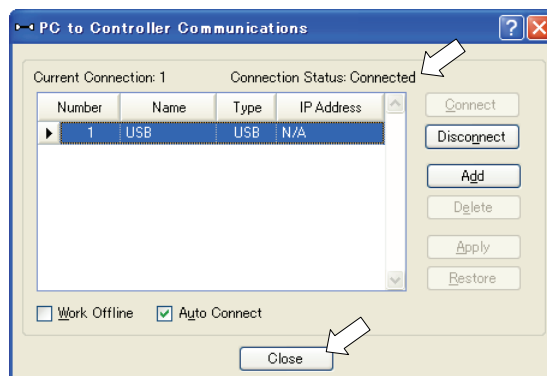 PC to Controller Communications
Current Connection: 1 Connection Status: Connected
Number Name Type IP Address
1 USB USB N/A
Connect
Disconnect
Add
Delete
Apply
Restore
Work Offline Auto Connect
Close